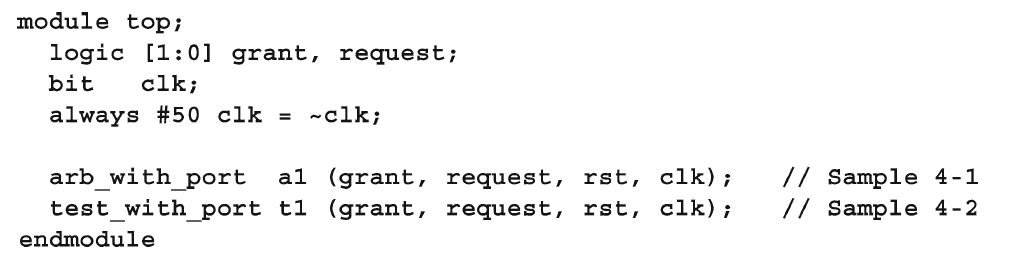 module top;
  logic [1:0] grant, request;
  bit   clk;
  always #50 clk = ~clk;

  arb_with_port  a1 (grant, request, rst, clk);   // Sample 4-1
  test_with_port t1 (grant, request, rst, clk);   // Sample 4-2
endmodule